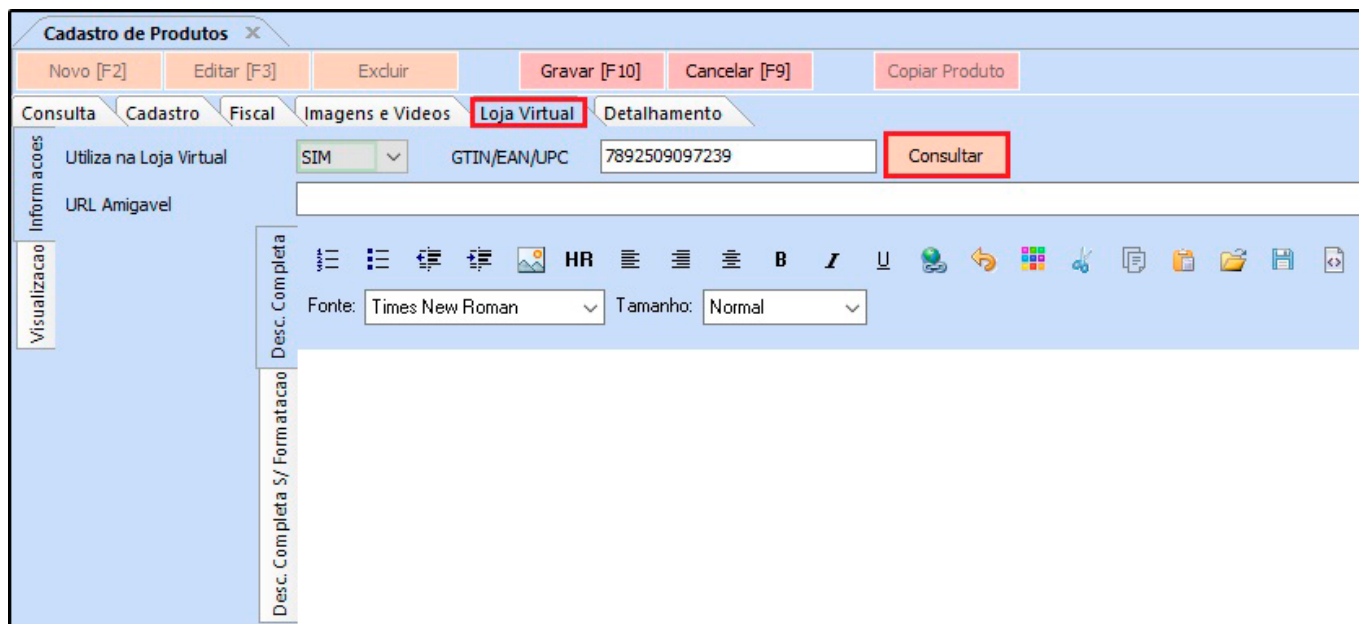 Cadastro de Produtos
Novo [F2] Editar [F3] Excluir Gravar [F10] Cancelar [F9] Copiar Produto
Consulta Cadastro Fiscal Imagens e Videos Loja Virtual Detalhamento
Informacoes
Visualizacao
Utiliza na Loja Virtual SIM GTIN/EAN/UPC 7892509097239 Consultar
URL Amigavel
Desc. Completa
Desc. Completa S/ Formatacao
HR B I U
Fonte: Times New Roman Tamanho: Normal